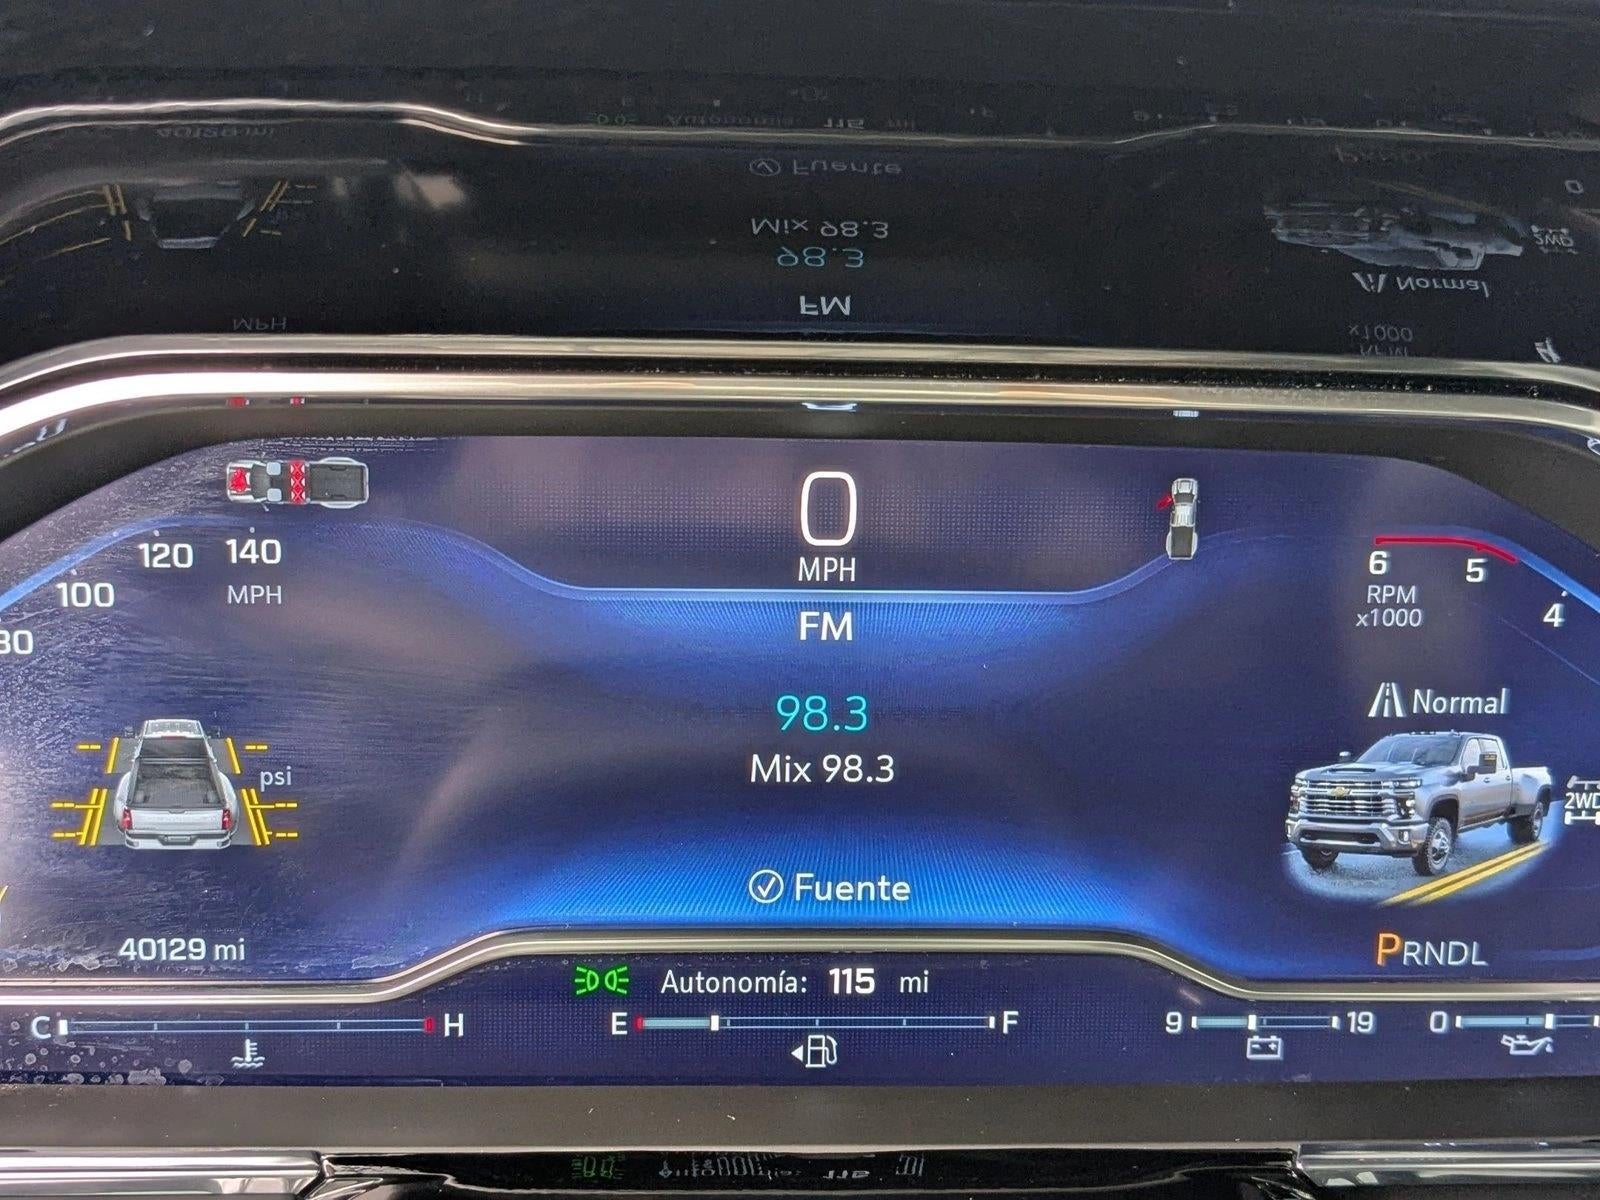 0
MPH
120 140
100
80
MPH
FM
98.3
Mix 98.3
Fuente
6 5 4
RPM
x1000
Normal
2WD
-- --
psi
-- --
-- --
40129 mi
PRNDL
Autonomía: 115 mi
C H
E F
9 19
0